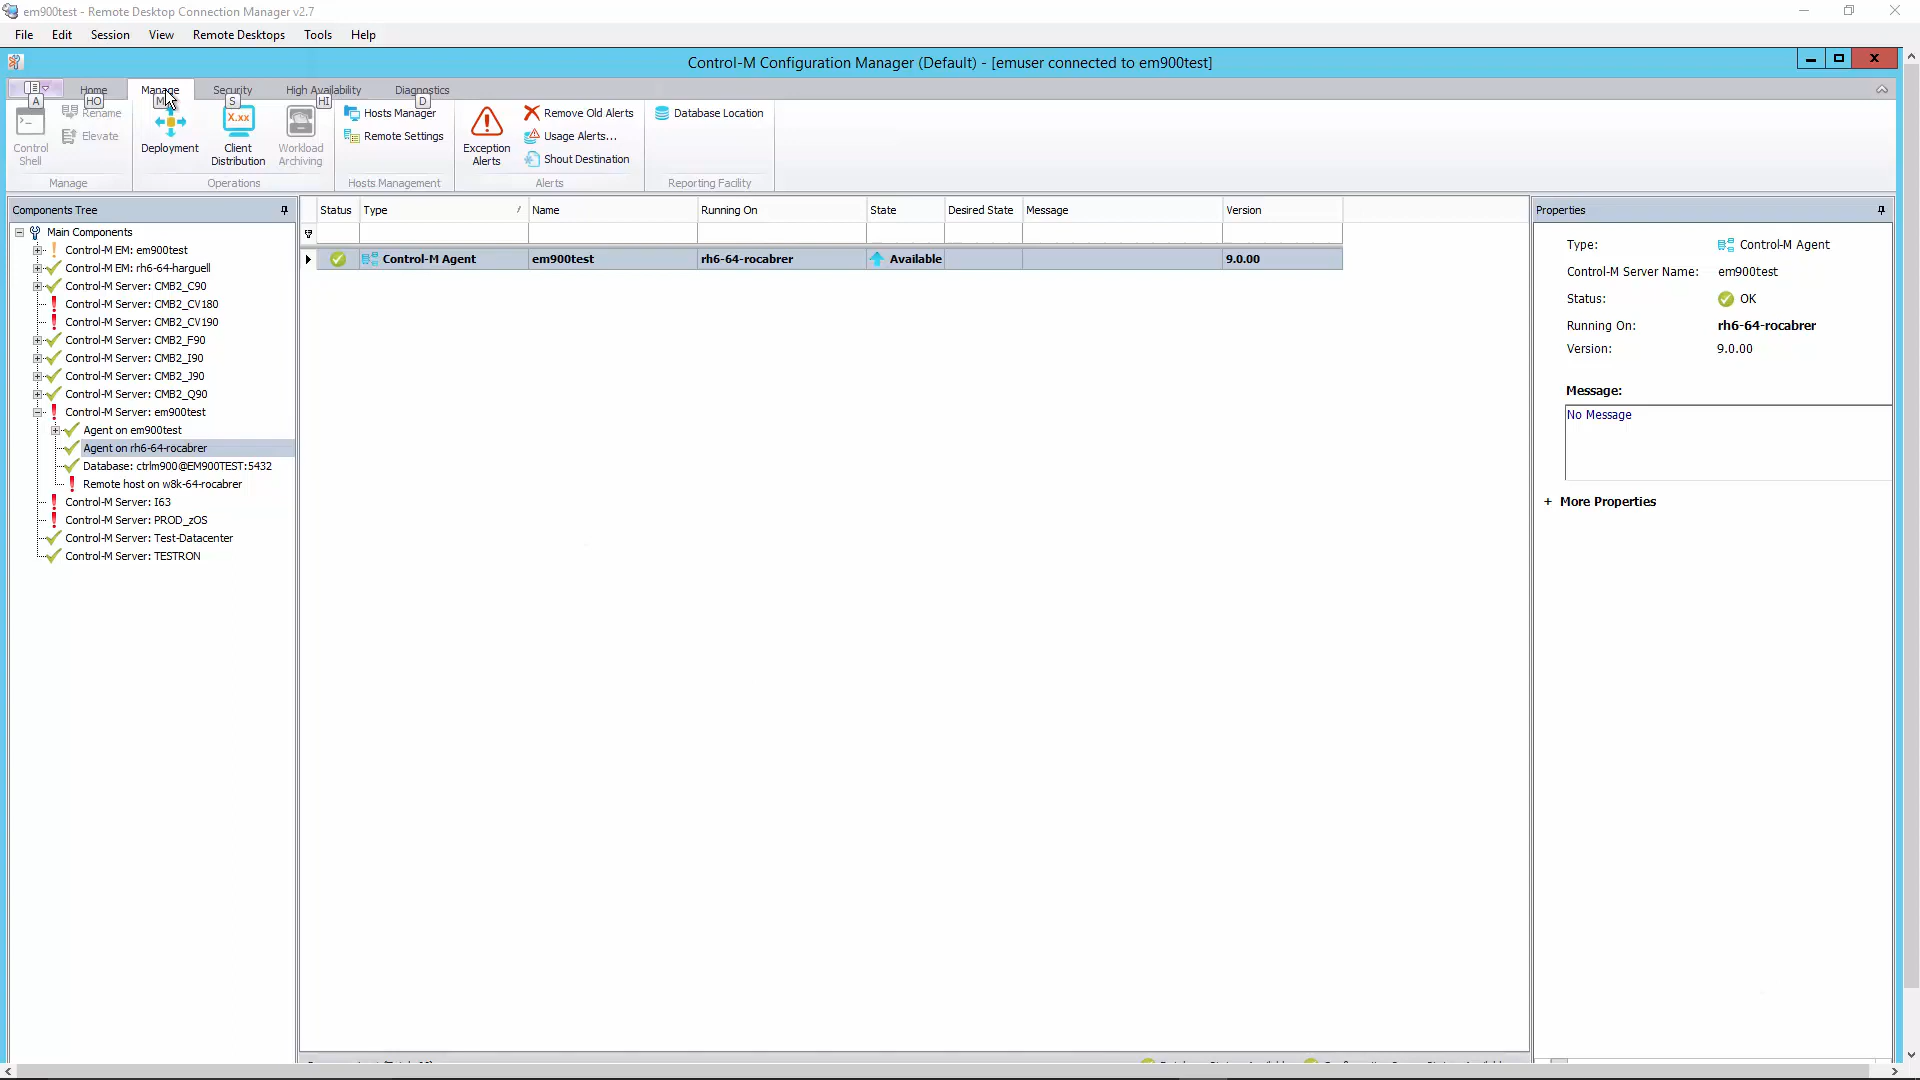 em900test - Remote Desktop Connection Manager v2.7
File Edit Session View Remote Desktops Tools Help
Control-M Configuration Manager (Default) - [emuser connected to em900test]
Home Manage Security High Availability Diagnostics
A HO M S HI D
Control Shell
Rename
Elevate
Manage
Deployment
Client Distribution
Workload Archiving
Operations
Hosts Manager
Remote Settings
Hosts Management
Exception Alerts
Remove Old Alerts
Usage Alerts...
Shout Destination
Alerts
Database Location
Reporting Facility
Components Tree
Main Components
Control-M EM: em900test
Control-M EM: rh6-64-harguell
Control-M Server: CMB2_C90
Control-M Server: CMB2_CV180
Control-M Server: CMB2_CV190
Control-M Server: CMB2_F90
Control-M Server: CMB2_I90
Control-M Server: CMB2_J90
Control-M Server: CMB2_Q90
Control-M Server: em900test
Agent on em900test
Agent on rh6-64-rocabrer
Database: ctrlm900@EM900TEST:5432
Remote host on w8k-64-rocabrer
Control-M Server: I63
Control-M Server: PROD_zOS
Control-M Server: Test-Datacenter
Control-M Server: TESTRON
Status Type / Name Running On State Desired State Message Version
Control-M Agent em900test rh6-64-rocabrer Available 9.0.00
Properties
Type: Control-M Agent
Control-M Server Name: em900test
Status: OK
Running On: rh6-64-rocabrer
Version: 9.0.00
Message:
No Message
+ More Properties